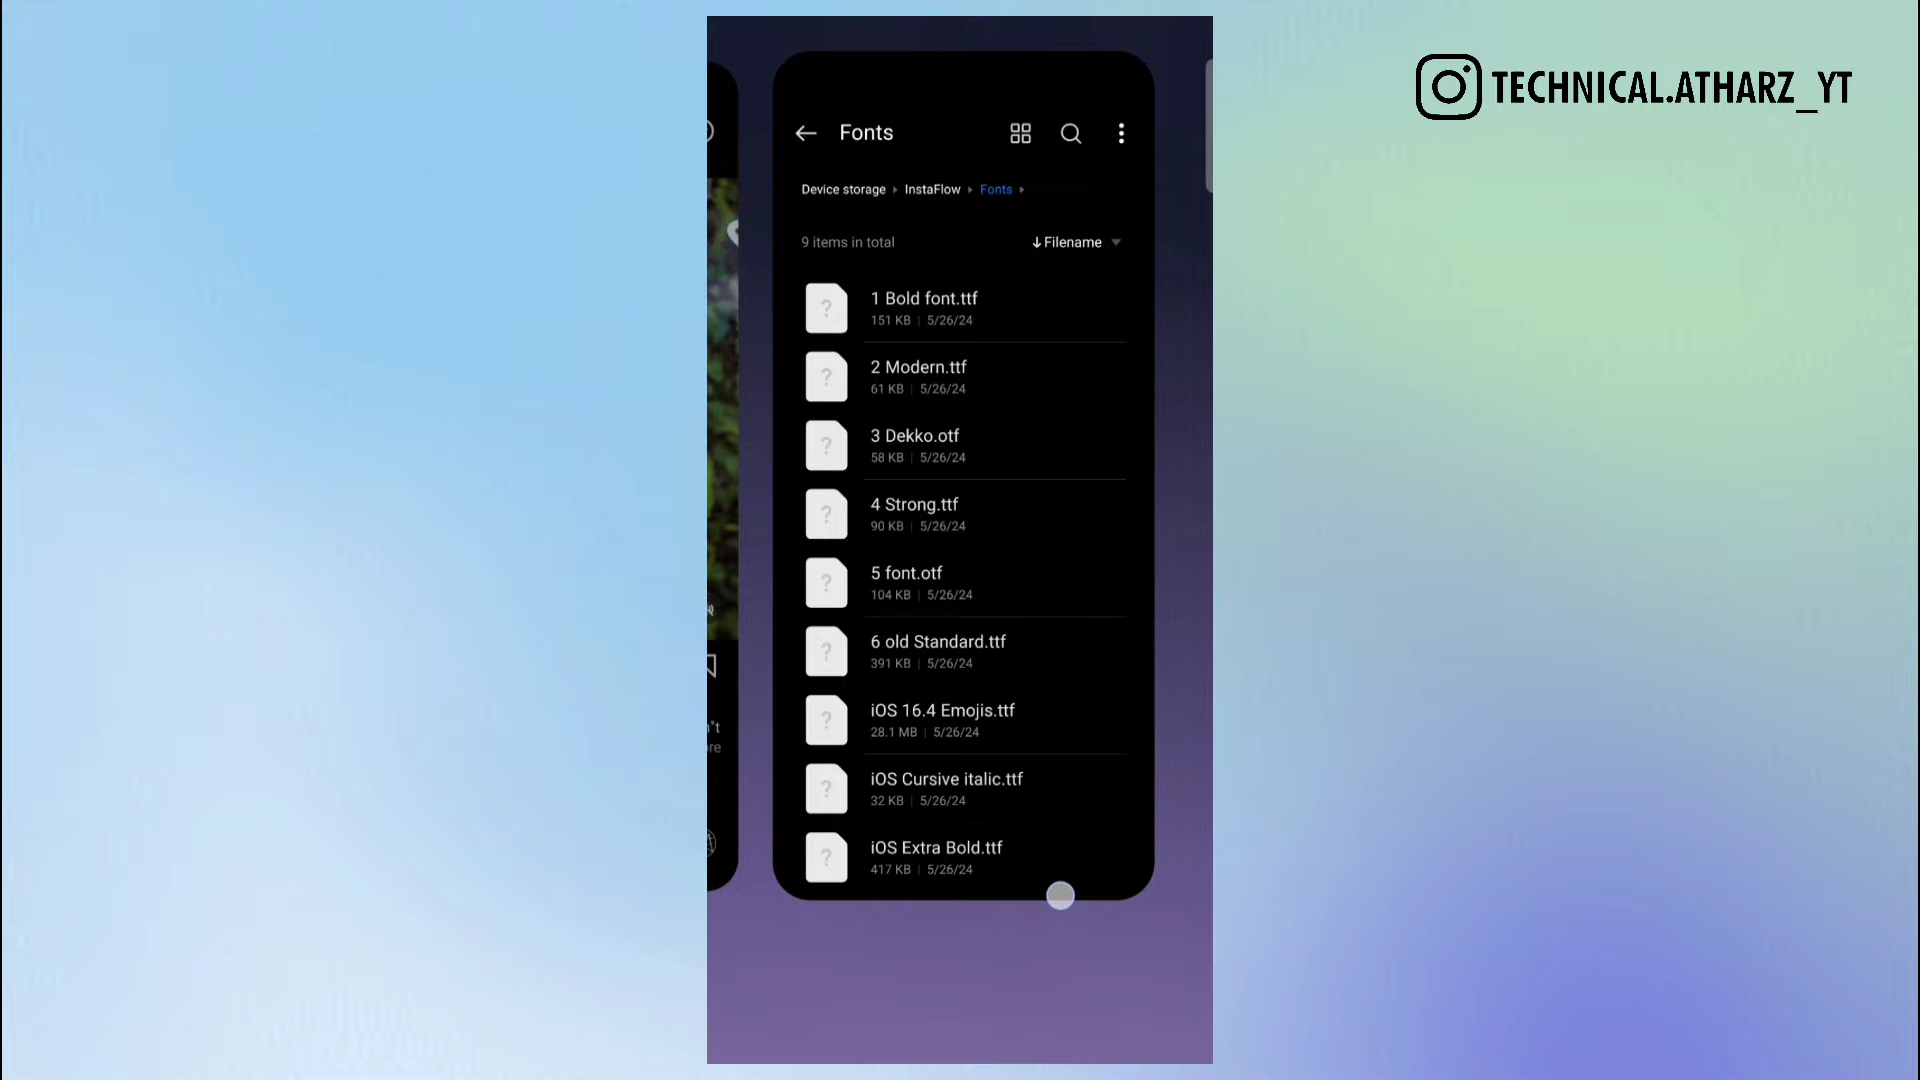 TECHNICAL.ATHARZ_YT
Fonts
Device storage InstaFlow Fonts
9 items in total Filename
1 Bold font.ttf
151 KB | 5/26/24
2 Modern.ttf
61 KB | 5/26/24
3 Dekko.otf
58 KB | 5/26/24
4 Strong.ttf
90 KB | 5/26/24
5 font.otf
104 KB | 5/26/24
6 old Standard.ttf
391 KB | 5/26/24
iOS 16.4 Emojis.ttf
28.1 MB | 5/26/24
iOS Cursive italic.ttf
32 KB | 5/26/24
iOS Extra Bold.ttf
417 KB | 5/26/24